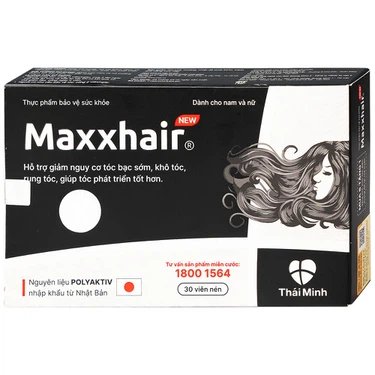 Thực phẩm bảo vệ sức khỏe
Dành cho nam và nữ
Maxxhair®
NEW
Hỗ trợ giảm nguy cơ tóc bạc sớm, khô tóc,
rụng tóc, giúp tóc phát triển tốt hơn.
Nguyên liệu POLYAKTIV
nhập khẩu từ Nhật Bản
Tư vấn sản phẩm miễn cước:
1800 1564
30 viên nén
Thái Minh
Maxxhair